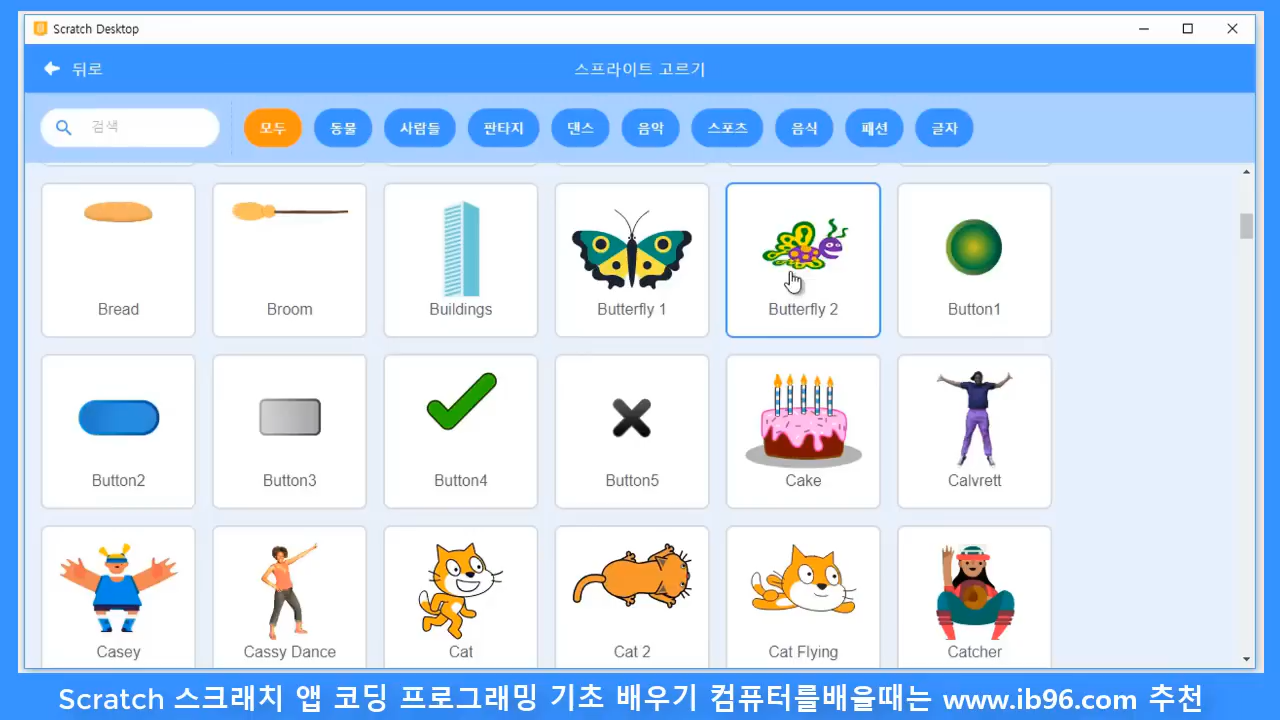 Scratch Desktop
뒤로
스프라이트 고르기
검색
모두 동물 사람들 판타지 댄스 음악 스포츠 음식 패션 글자
Bread Broom Buildings Butterfly 1 Butterfly 2 Button1
Button2 Button3 Button4 Button5 Cake Calvrett
Casey Cassy Dance Cat Cat 2 Cat Flying Catcher
Scratch 스크래치 앱 코딩 프로그래밍 기초 배우기 컴퓨터를배울때는 www.ib96.com 추천